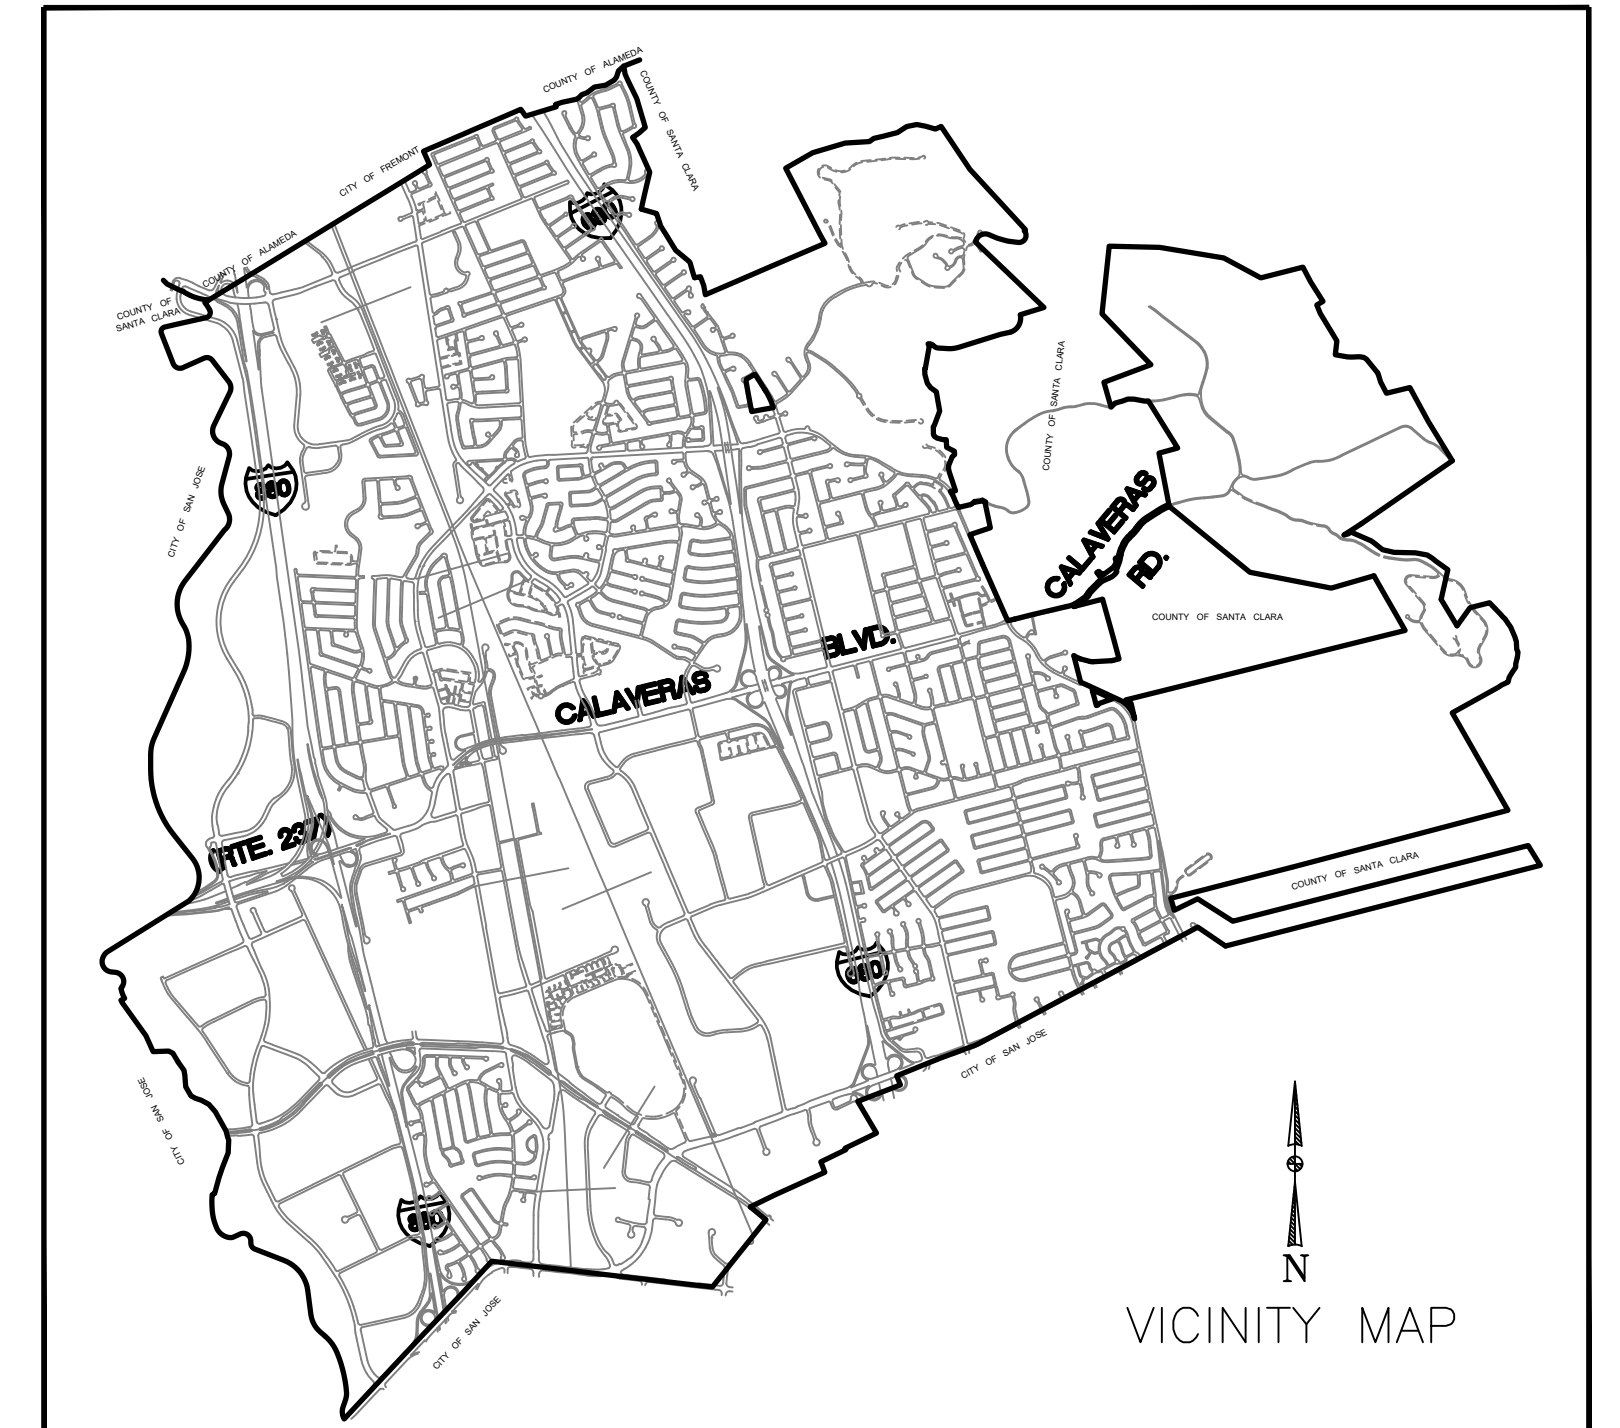 COUNTY OF ALAMEDA
COUNTY OF SANTA CLARA
CITY OF FREMONT
COUNTY OF ALAMEDA
COUNTY OF
SANTA CLARA
COUNTY OF SANTA CLARA
CITY OF SAN JOSE
880
CALAVERAS
RD.
COUNTY OF SANTA CLARA
BLVD.
CALAVERAS
(RTE. 237)
COUNTY OF SANTA CLARA
CITY OF SAN JOSE
CITY OF SAN JOSE
880
CITY OF SAN JOSE
N
VICINITY MAP